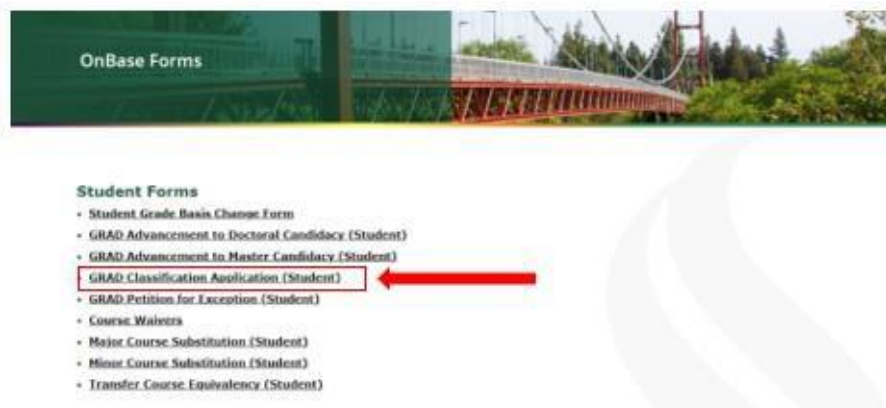 OnBase Forms
Student Forms
Student Grade Basis Change Form
GRAD Advancement to Doctoral Candidacy (Student)
GRAD Advancement to Master Candidacy (Student)
GRAD Classification Application (Student)
GRAD Petition for Exception (Student)
Course Waivers
Major Course Substitution (Student)
Minor Course Substitution (Student)
Transfer Course Equivalency (Student)